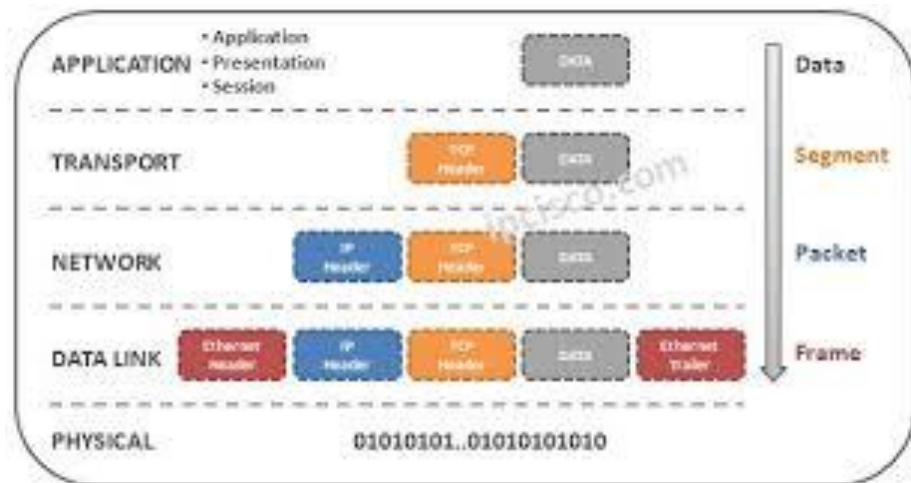 • Application
APPLICATION • Presentation
• Session
DATA
Data
TRANSPORT
TCP
Header
DATA
Segment
ipcisco.com
NETWORK
IP
Header
TCP
Header
DATA
Packet
DATA LINK
Ethernet
Header
IP
Header
TCP
Header
DATA
Ethernet
Trailer
Frame
PHYSICAL
01010101..01010101010